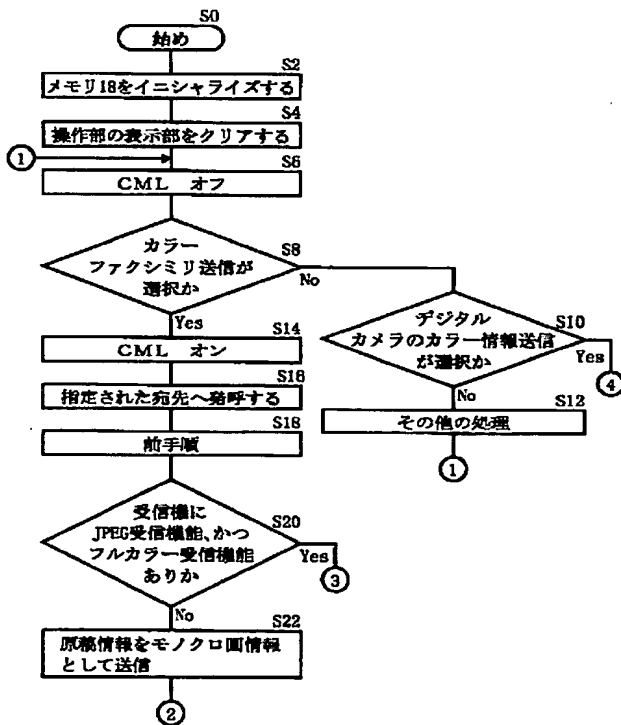 S0
始め
S2
メモリ18をイニシャライズする
S4
操作部の表示部をクリアする
①
S6
CML オフ
S8
カラー
ファクシミリ送信が
選択か
No
Yes
S10
デジタル
カメラのカラー情報送信
が選択か
Yes
④
No
S12
その他の処理
①
S14
CML オン
S16
指定された宛先へ発呼する
S18
前手順
S20
受信機に
JPEG受信機能、かつ
フルカラー受信機能
ありか
Yes
③
No
S22
原稿情報をモノクロ画情報
として送信
②